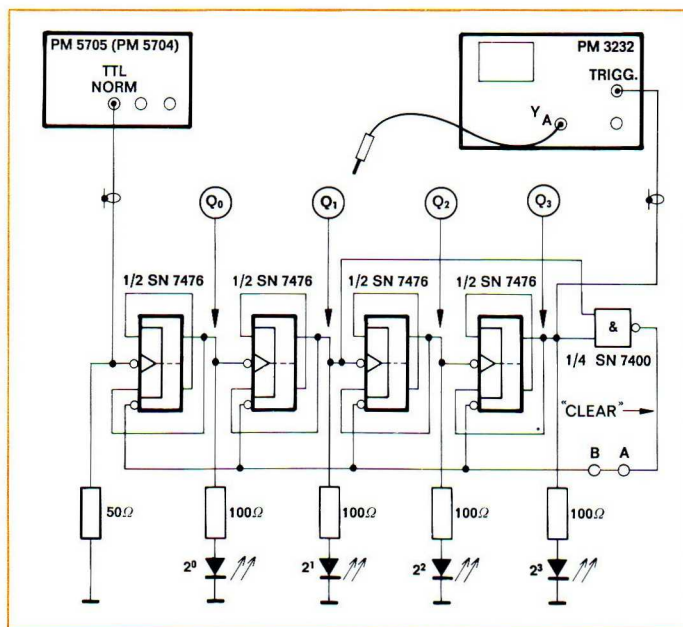 PM 5705 (PM 5704)
TTL
NORM
PM 3232
TRIGG.
Y A
Q₀
Q₁
Q₂
Q₃
1/2 SN 7476
1/2 SN 7476
1/2 SN 7476
1/2 SN 7476
&
1/4 SN 7400
"CLEAR"
B
A
50Ω
100Ω
100Ω
100Ω
100Ω
2⁰
2¹
2²
2³